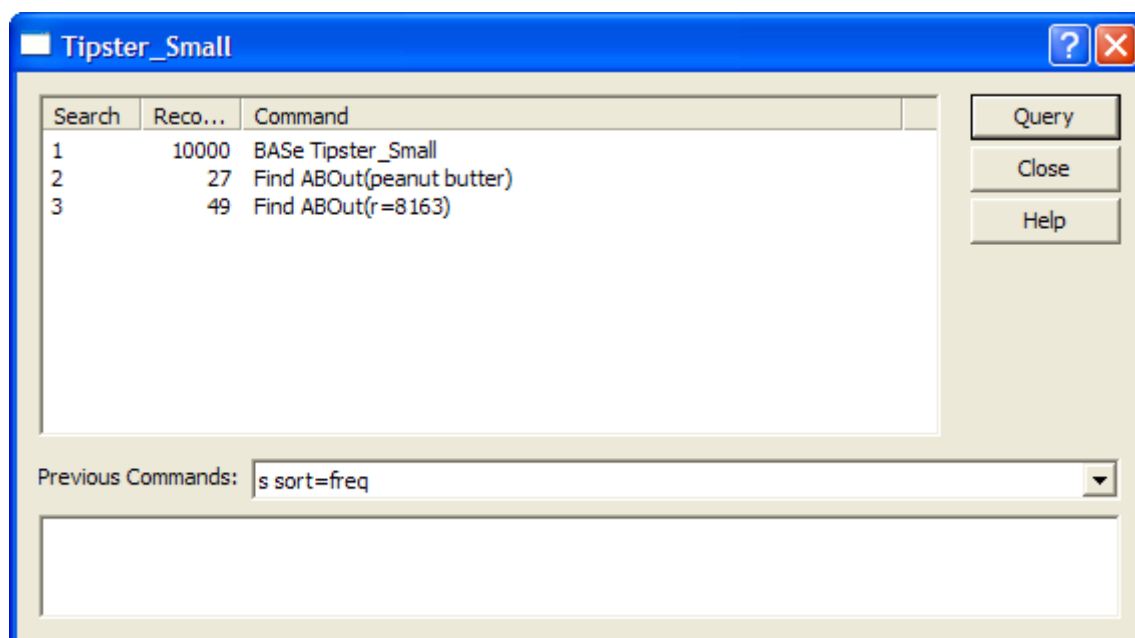 Tipster_Small
Search Reco... Command Query
1 10000 BASe Tipster_Small
2 27 Find ABOut(peanut butter) Close
3 49 Find ABOut(r=8163) Help
Previous Commands: s sort=freq